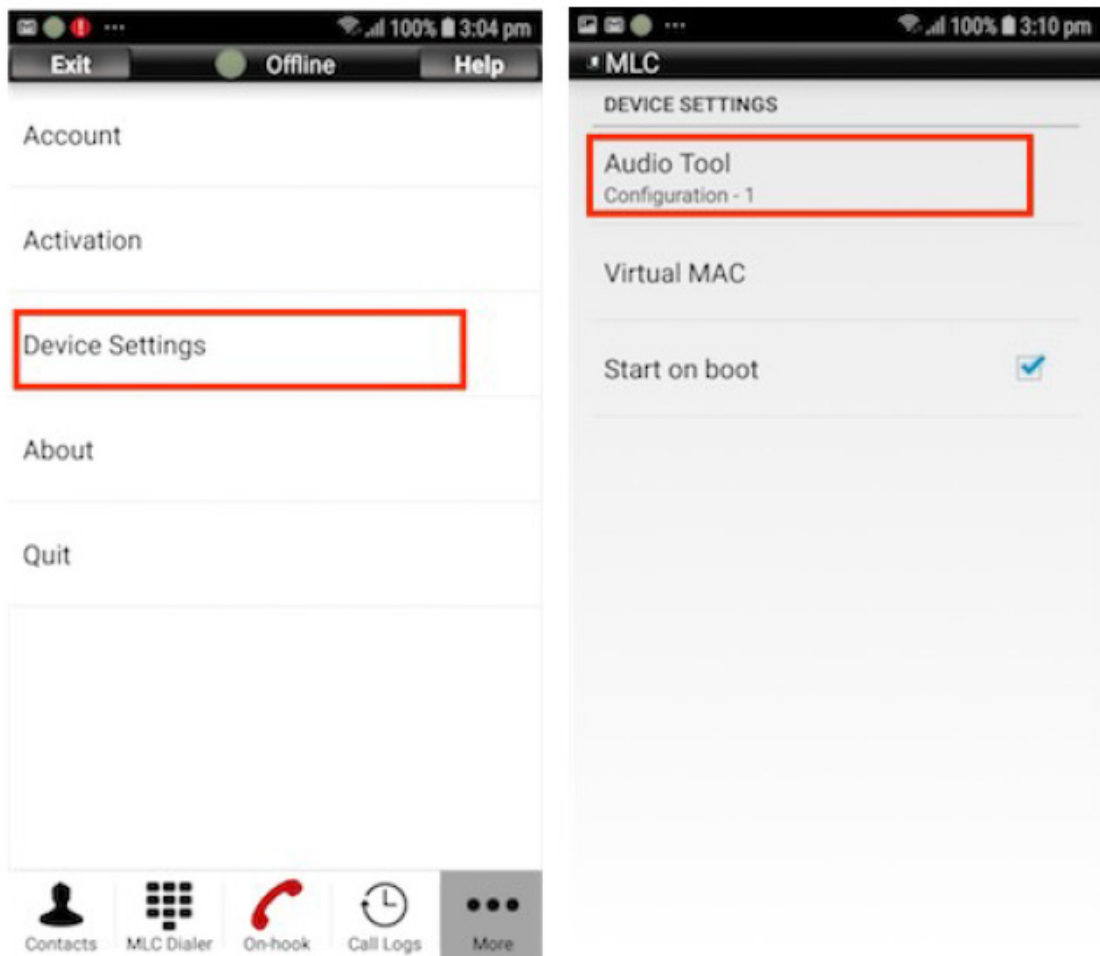 100% 3:04 pm
Exit Offline Help
Account
Activation
Device Settings
About
Quit
Contacts MLC Dialer On-hook Call Logs More
100% 3:10 pm
MLC
DEVICE SETTINGS
Audio Tool
Configuration - 1
Virtual MAC
Start on boot